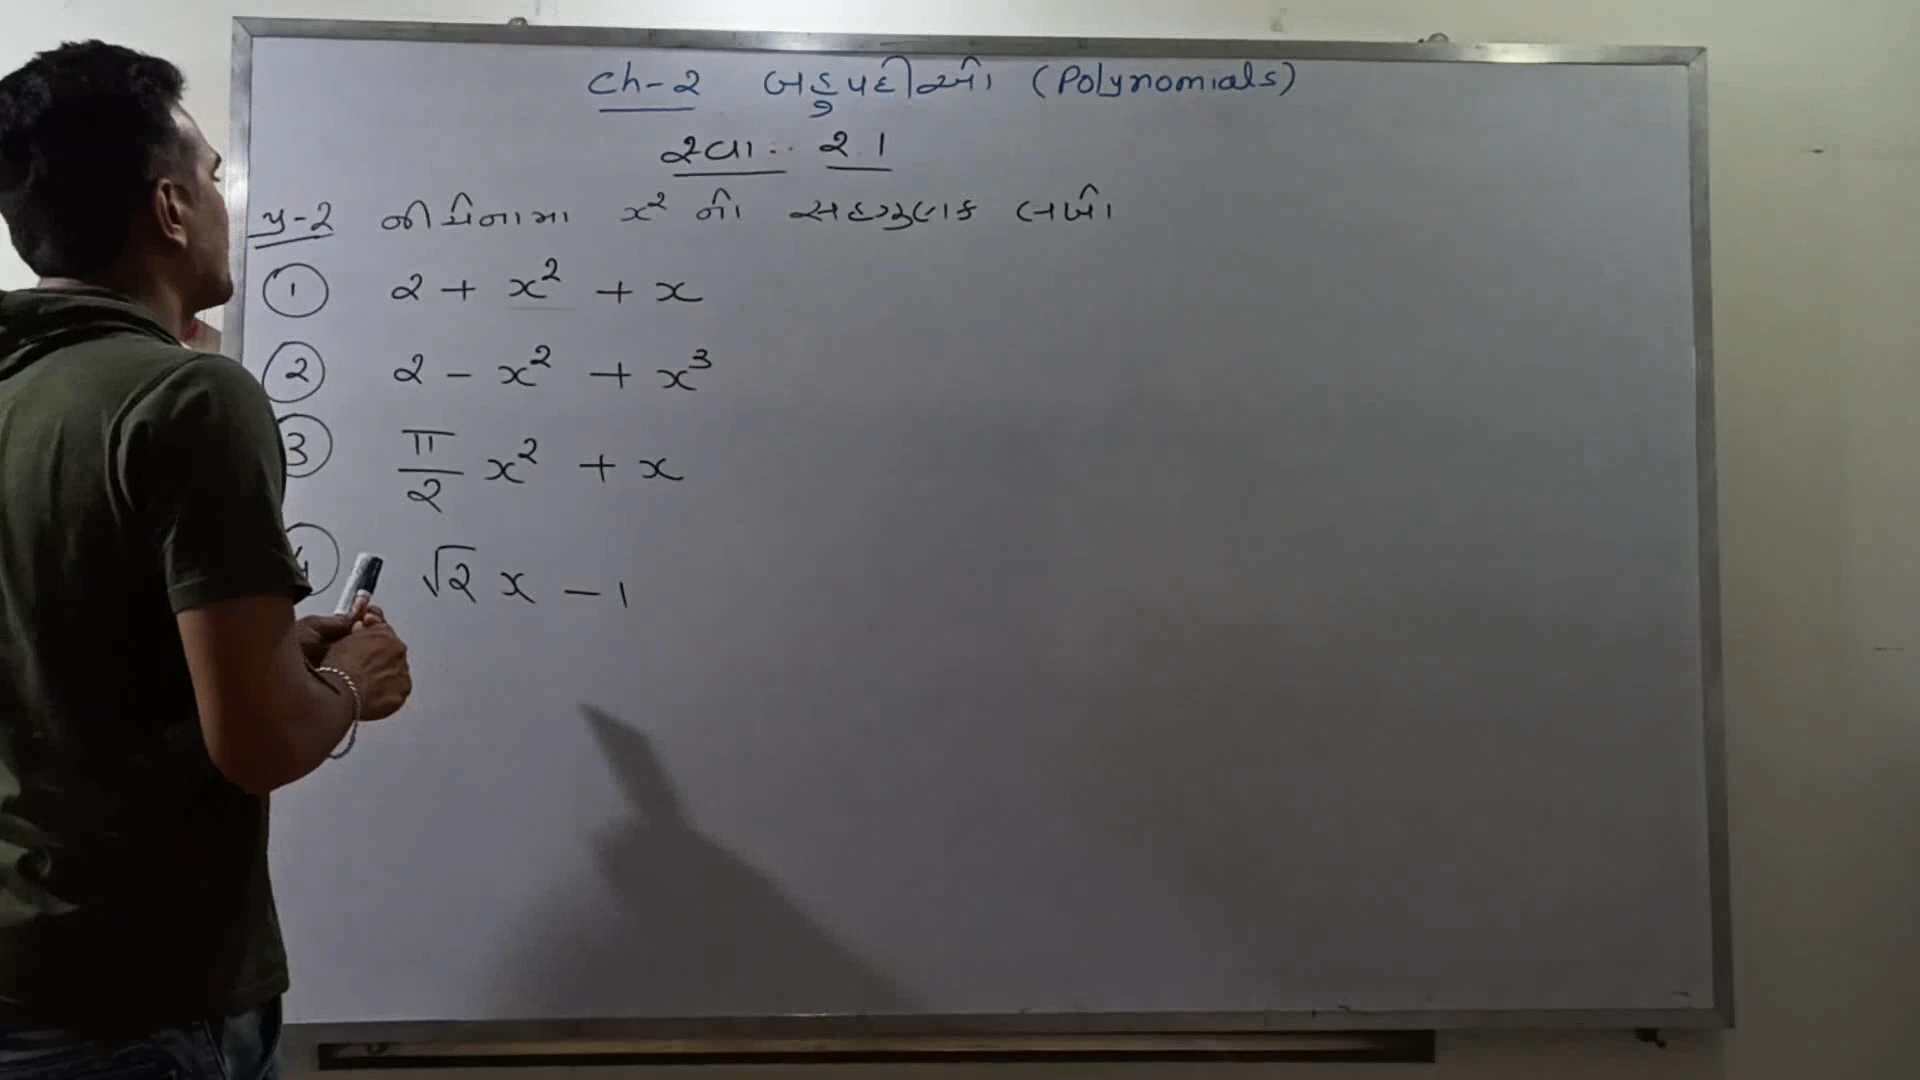 Ch-2 બહુપદીઓ (Polynomials)
સ્વા.. 2.1
પ્ર-2 નીચેનામા x² નો સહગુણક લખો
① 2 + x² + x
② 2 - x² + x³
③ π/2 x² + x
④ √2 x - 1